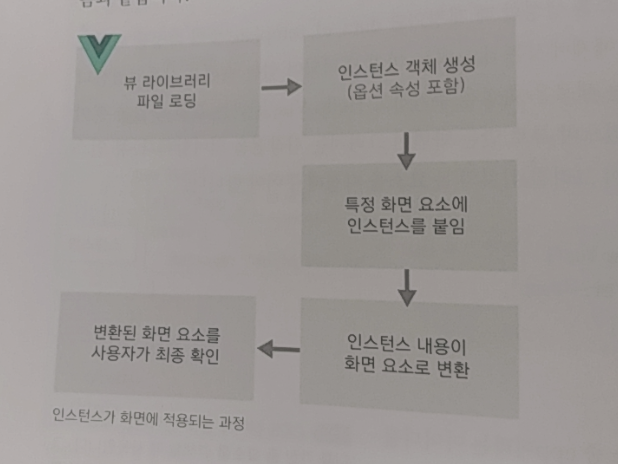 뷰 라이브러리
파일 로딩
인스턴스 객체 생성
(옵션 속성 포함)
특정 화면 요소에
인스턴스를 붙임
인스턴스 내용이
화면 요소로 변환
변환된 화면 요소를
사용자가 최종 확인
인스턴스가 화면에 적용되는 과정